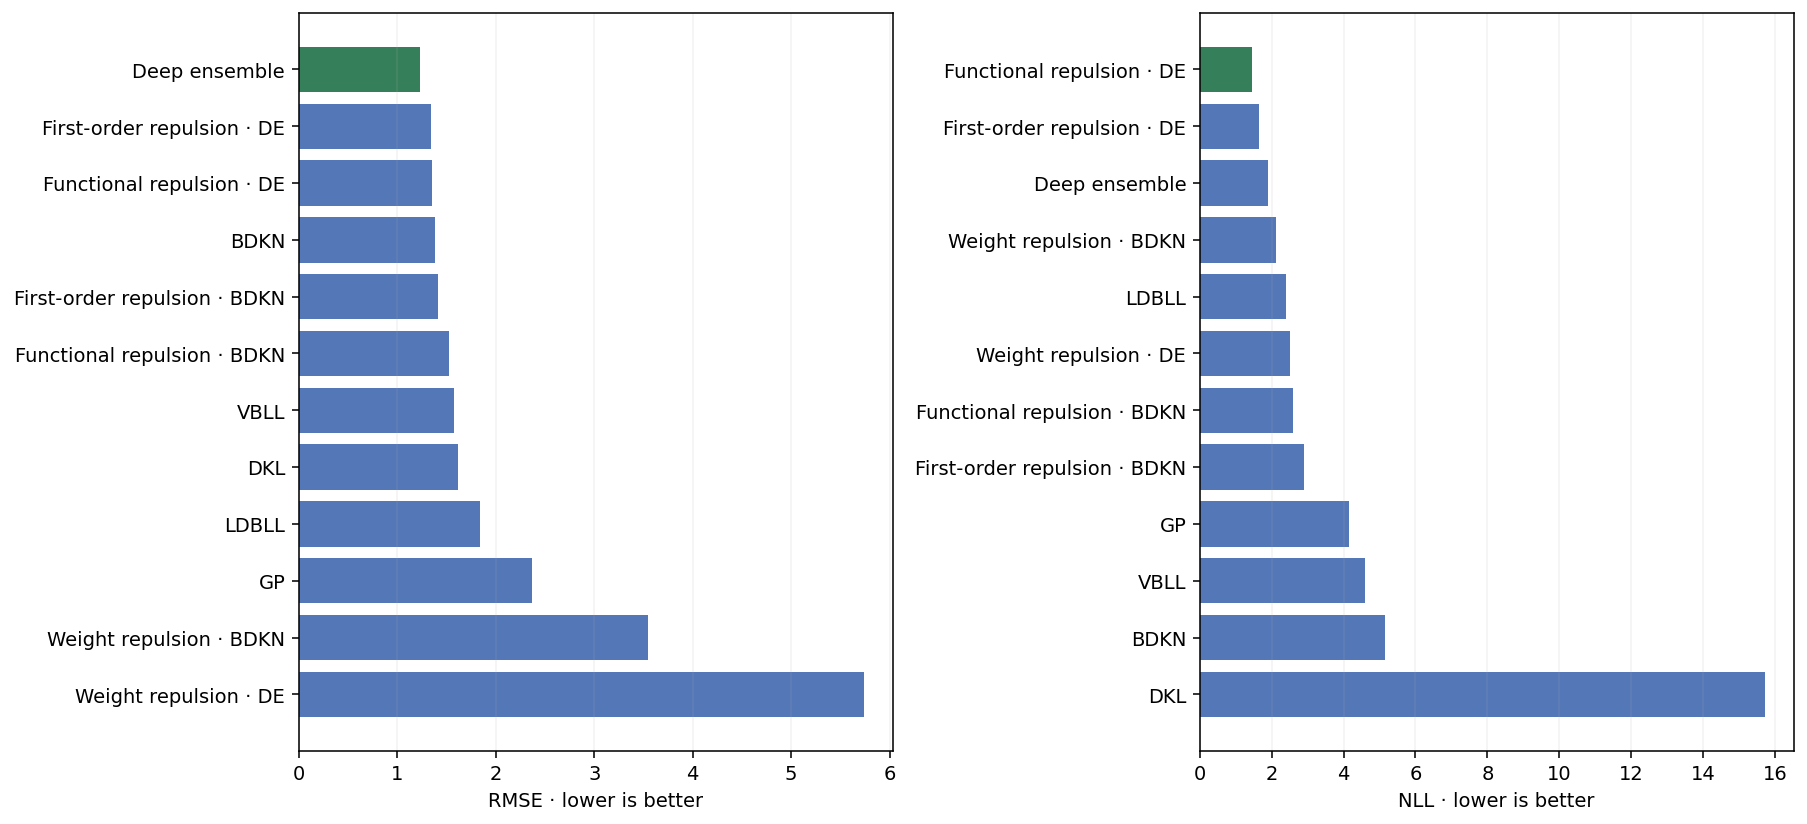 Deep ensemble
First-order repulsion · DE
Functional repulsion · DE
BDKN
First-order repulsion · BDKN
Functional repulsion · BDKN
VBLL
DKL
LDBLL
GP
Weight repulsion · BDKN
Weight repulsion · DE
0 1 2 3 4 5 6
RMSE · lower is better
Functional repulsion · DE
First-order repulsion · DE
Deep ensemble
Weight repulsion · BDKN
LDBLL
Weight repulsion · DE
Functional repulsion · BDKN
First-order repulsion · BDKN
GP
VBLL
BDKN
DKL
0 2 4 6 8 10 12 14 16
NLL · lower is better